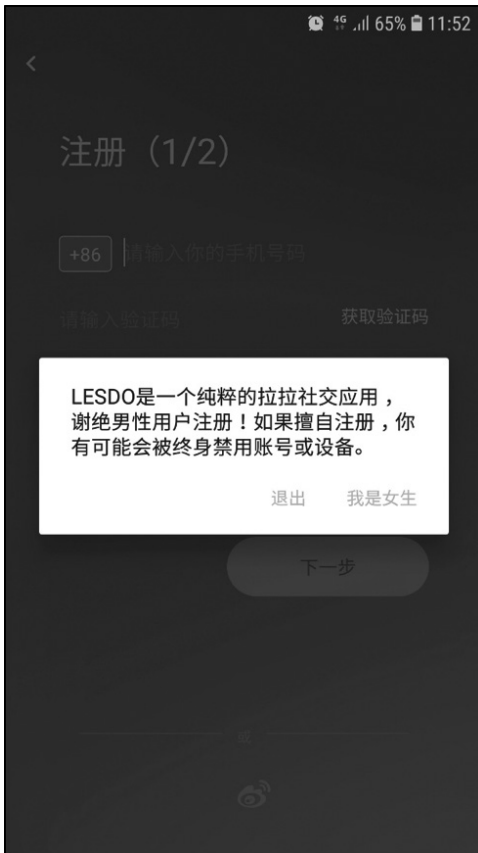 4G 65% 11:52
注册（1/2）
+86 请输入你的手机号码
请输入验证码 获取验证码
LESDO是一个纯粹的拉拉社交应用，
谢绝男性用户注册！如果擅自注册，你
有可能会被终身禁用账号或设备。
退出 我是女生
下一步
或